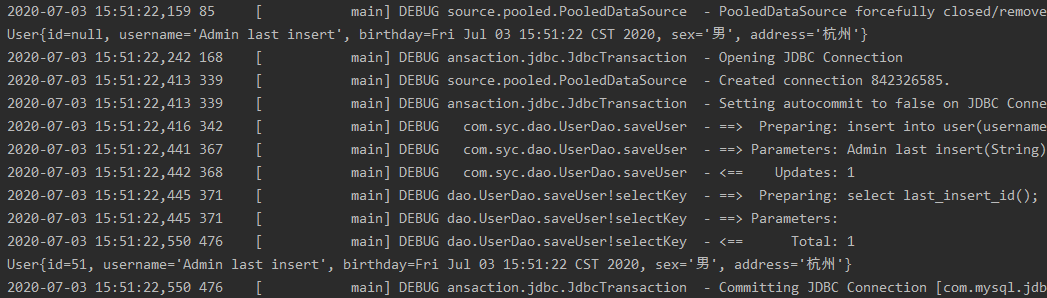 2020-07-03 15:51:22,159 85 [ main] DEBUG source.pooled.PooledDataSource - PooledDataSource forcefully closed/remove
User{id=null, username='Admin last insert', birthday=Fri Jul 03 15:51:22 CST 2020, sex='男', address='杭州'}
2020-07-03 15:51:22,242 168 [ main] DEBUG ansaction.jdbc.JdbcTransaction - Opening JDBC Connection
2020-07-03 15:51:22,413 339 [ main] DEBUG source.pooled.PooledDataSource - Created connection 842326585.
2020-07-03 15:51:22,413 339 [ main] DEBUG ansaction.jdbc.JdbcTransaction - Setting autocommit to false on JDBC Conne
2020-07-03 15:51:22,416 342 [ main] DEBUG com.syc.dao.UserDao.saveUser - ==> Preparing: insert into user(username
2020-07-03 15:51:22,441 367 [ main] DEBUG com.syc.dao.UserDao.saveUser - ==> Parameters: Admin last insert(String)
2020-07-03 15:51:22,442 368 [ main] DEBUG com.syc.dao.UserDao.saveUser - <== Updates: 1
2020-07-03 15:51:22,445 371 [ main] DEBUG dao.UserDao.saveUser!selectKey - ==> Preparing: select last_insert_id();
2020-07-03 15:51:22,445 371 [ main] DEBUG dao.UserDao.saveUser!selectKey - ==> Parameters:
2020-07-03 15:51:22,550 476 [ main] DEBUG dao.UserDao.saveUser!selectKey - <== Total: 1
User{id=51, username='Admin last insert', birthday=Fri Jul 03 15:51:22 CST 2020, sex='男', address='杭州'}
2020-07-03 15:51:22,550 476 [ main] DEBUG ansaction.jdbc.JdbcTransaction - Committing JDBC Connection [com.mysql.jdb